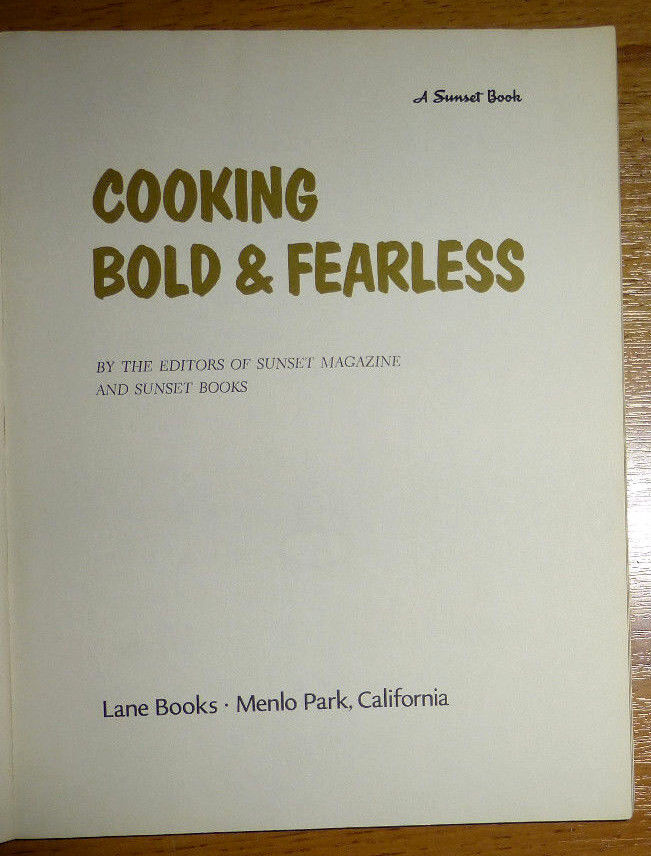 A Sunset Book
COOKING
BOLD & FEARLESS
BY THE EDITORS OF SUNSET MAGAZINE
AND SUNSET BOOKS
Lane Books · Menlo Park, California